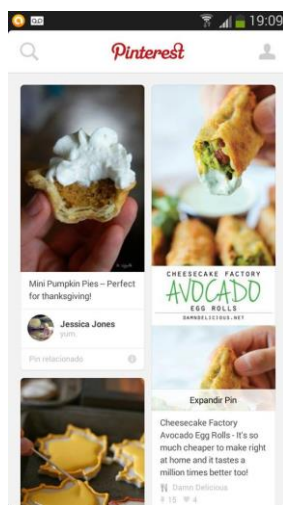 19:09
Pinterest
Mini Pumpkin Pies – Perfect
for thanksgiving!
Jessica Jones
yum.
Pin relacionado
CHEESECAKE FACTORY
AVOCADO
EGG ROLLS
DAMNDELICIOUS.NET
Expandir Pin
Cheesecake Factory
Avocado Egg Rolls - It's so
much cheaper to make right
at home and it tastes a
million times better too!
Damn Delicious
15 4